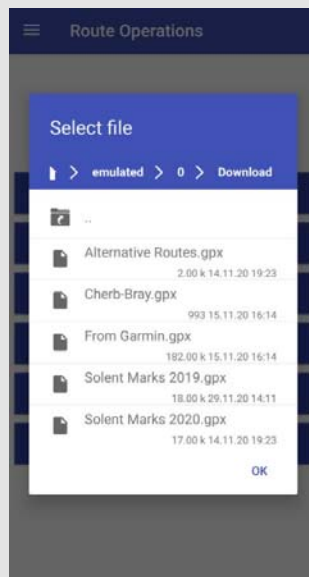 Route Operations
Select file
> emulated > 0 > Download
..
Alternative Routes.gpx
2.00 k 14.11.20 19:23
Cherb-Bray.gpx
993 15.11.20 16:14
From Garmin.gpx
182.00 k 15.11.20 16:14
Solent Marks 2019.gpx
18.00 k 29.11.20 14:11
Solent Marks 2020.gpx
17.00 k 14.11.20 19:23
OK